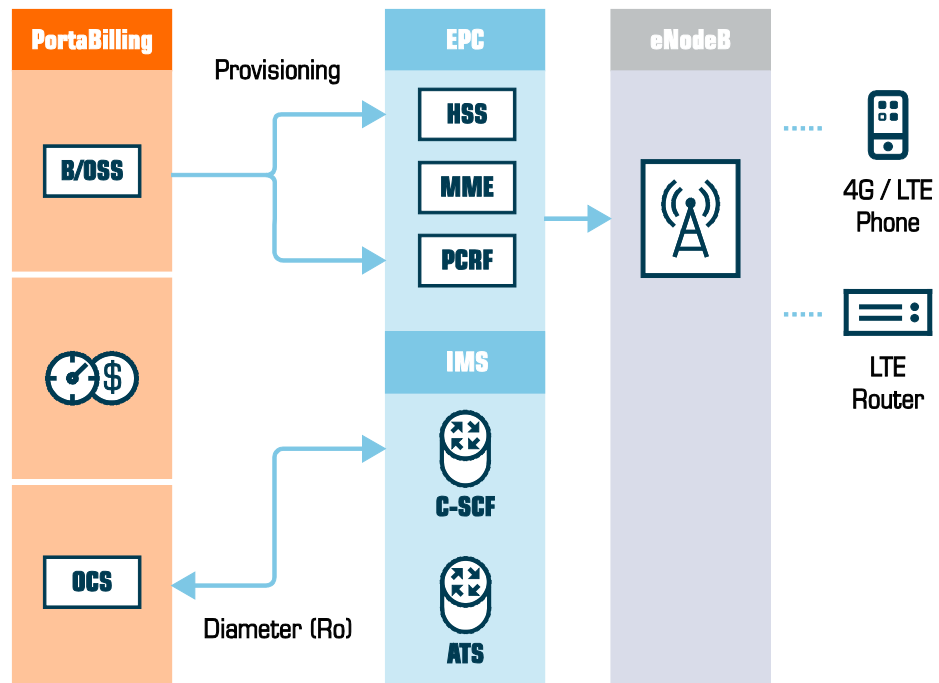 PortaBilling
EPC
eNodeB
Provisioning
B/OSS
HSS
MME
PCRF
4G / LTE
Phone
IMS
LTE
Router
$
C-SCF
OCS
Diameter (Ro)
ATS